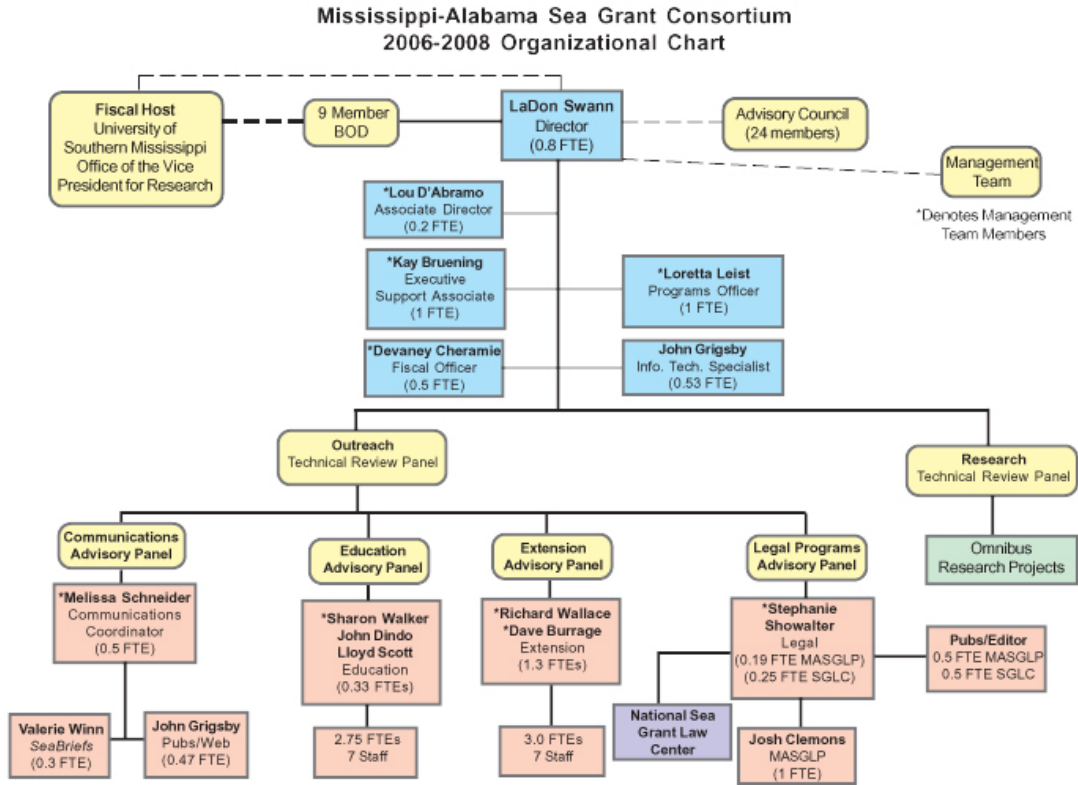 Mississippi-Alabama Sea Grant Consortium
2006-2008 Organizational Chart
Fiscal Host
University of
Southern Mississippi
Office of the Vice
President for Research
9 Member
BOD
LaDon Swann
Director
(0.8 FTE)
Advisory Council
(24 members)
Management
Team
*Denotes Management
Team Members
*Lou D'Abramo
Associate Director
(0.2 FTE)
*Kay Bruening
Executive
Support Associate
(1 FTE)
*Loretta Leist
Programs Officer
(1 FTE)
*Devaney Cheramie
Fiscal Officer
(0.5 FTE)
John Grigsby
Info. Tech. Specialist
(0.53 FTE)
Outreach
Technical Review Panel
Research
Technical Review Panel
Communications
Advisory Panel
Education
Advisory Panel
Extension
Advisory Panel
Legal Programs
Advisory Panel
Omnibus
Research Projects
*Melissa Schneider
Communications
Coordinator
(0.5 FTE)
*Sharon Walker
John Dindo
Lloyd Scott
Education
(0.33 FTEs)
*Richard Wallace
*Dave Burrage
Extension
(1.3 FTEs)
*Stephanie
Showalter
Legal
(0.19 FTE MASGLP)
(0.25 FTE SGLC)
Pubs/Editor
0.5 FTE MASGLP
0.5 FTE SGLC
Valerie Winn
SeaBriefs
(0.3 FTE)
John Grigsby
Pubs/Web
(0.47 FTE)
2.75 FTEs
7 Staff
3.0 FTEs
7 Staff
National Sea
Grant Law
Center
Josh Clemons
MASGLP
(1 FTE)